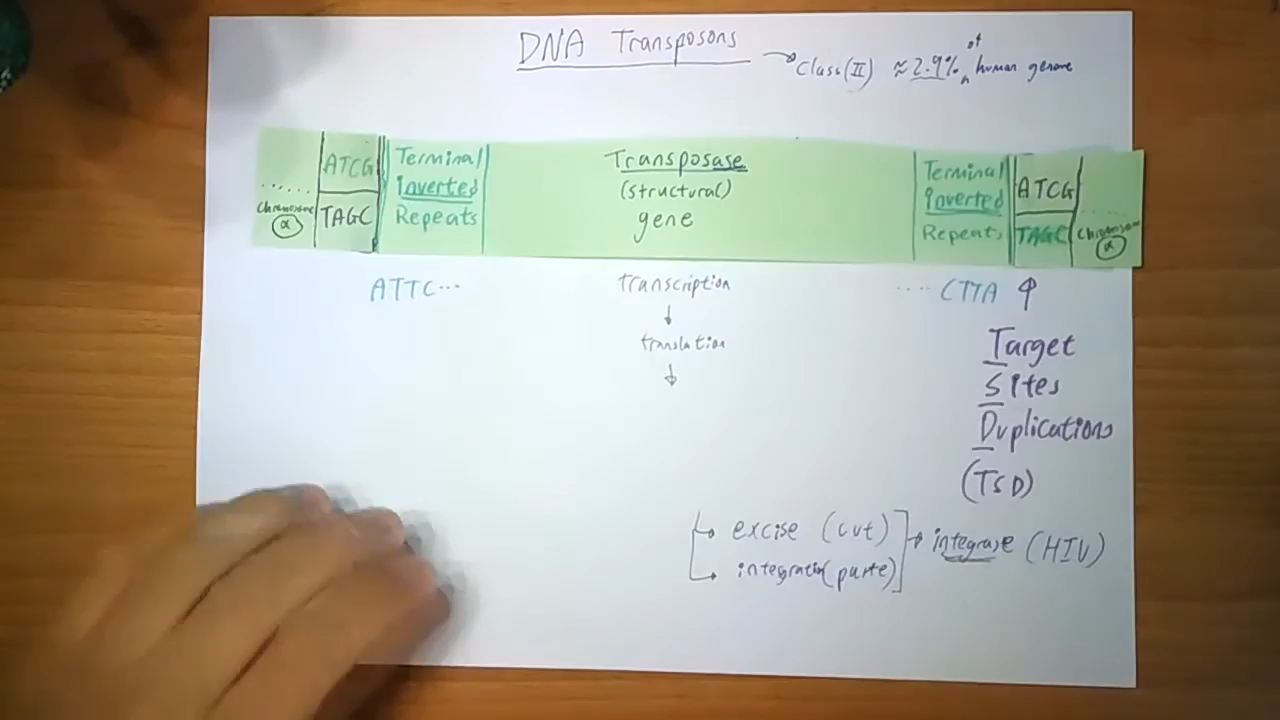 DNA Transposons
Class(II) ≈ 2.9% of human genome
ATCG
TAGC
chromosome
α
Terminal
Inverted
Repeats
Transposase
(structural)
gene
Terminal
Inverted
Repeats
ATCG
TAGC
chromosome
α
ATTC...
transcription
translation
.... CTTA
Target
Sites
Duplications
(TSD)
excise (cut)
integration (paste)
integrase (HIV)